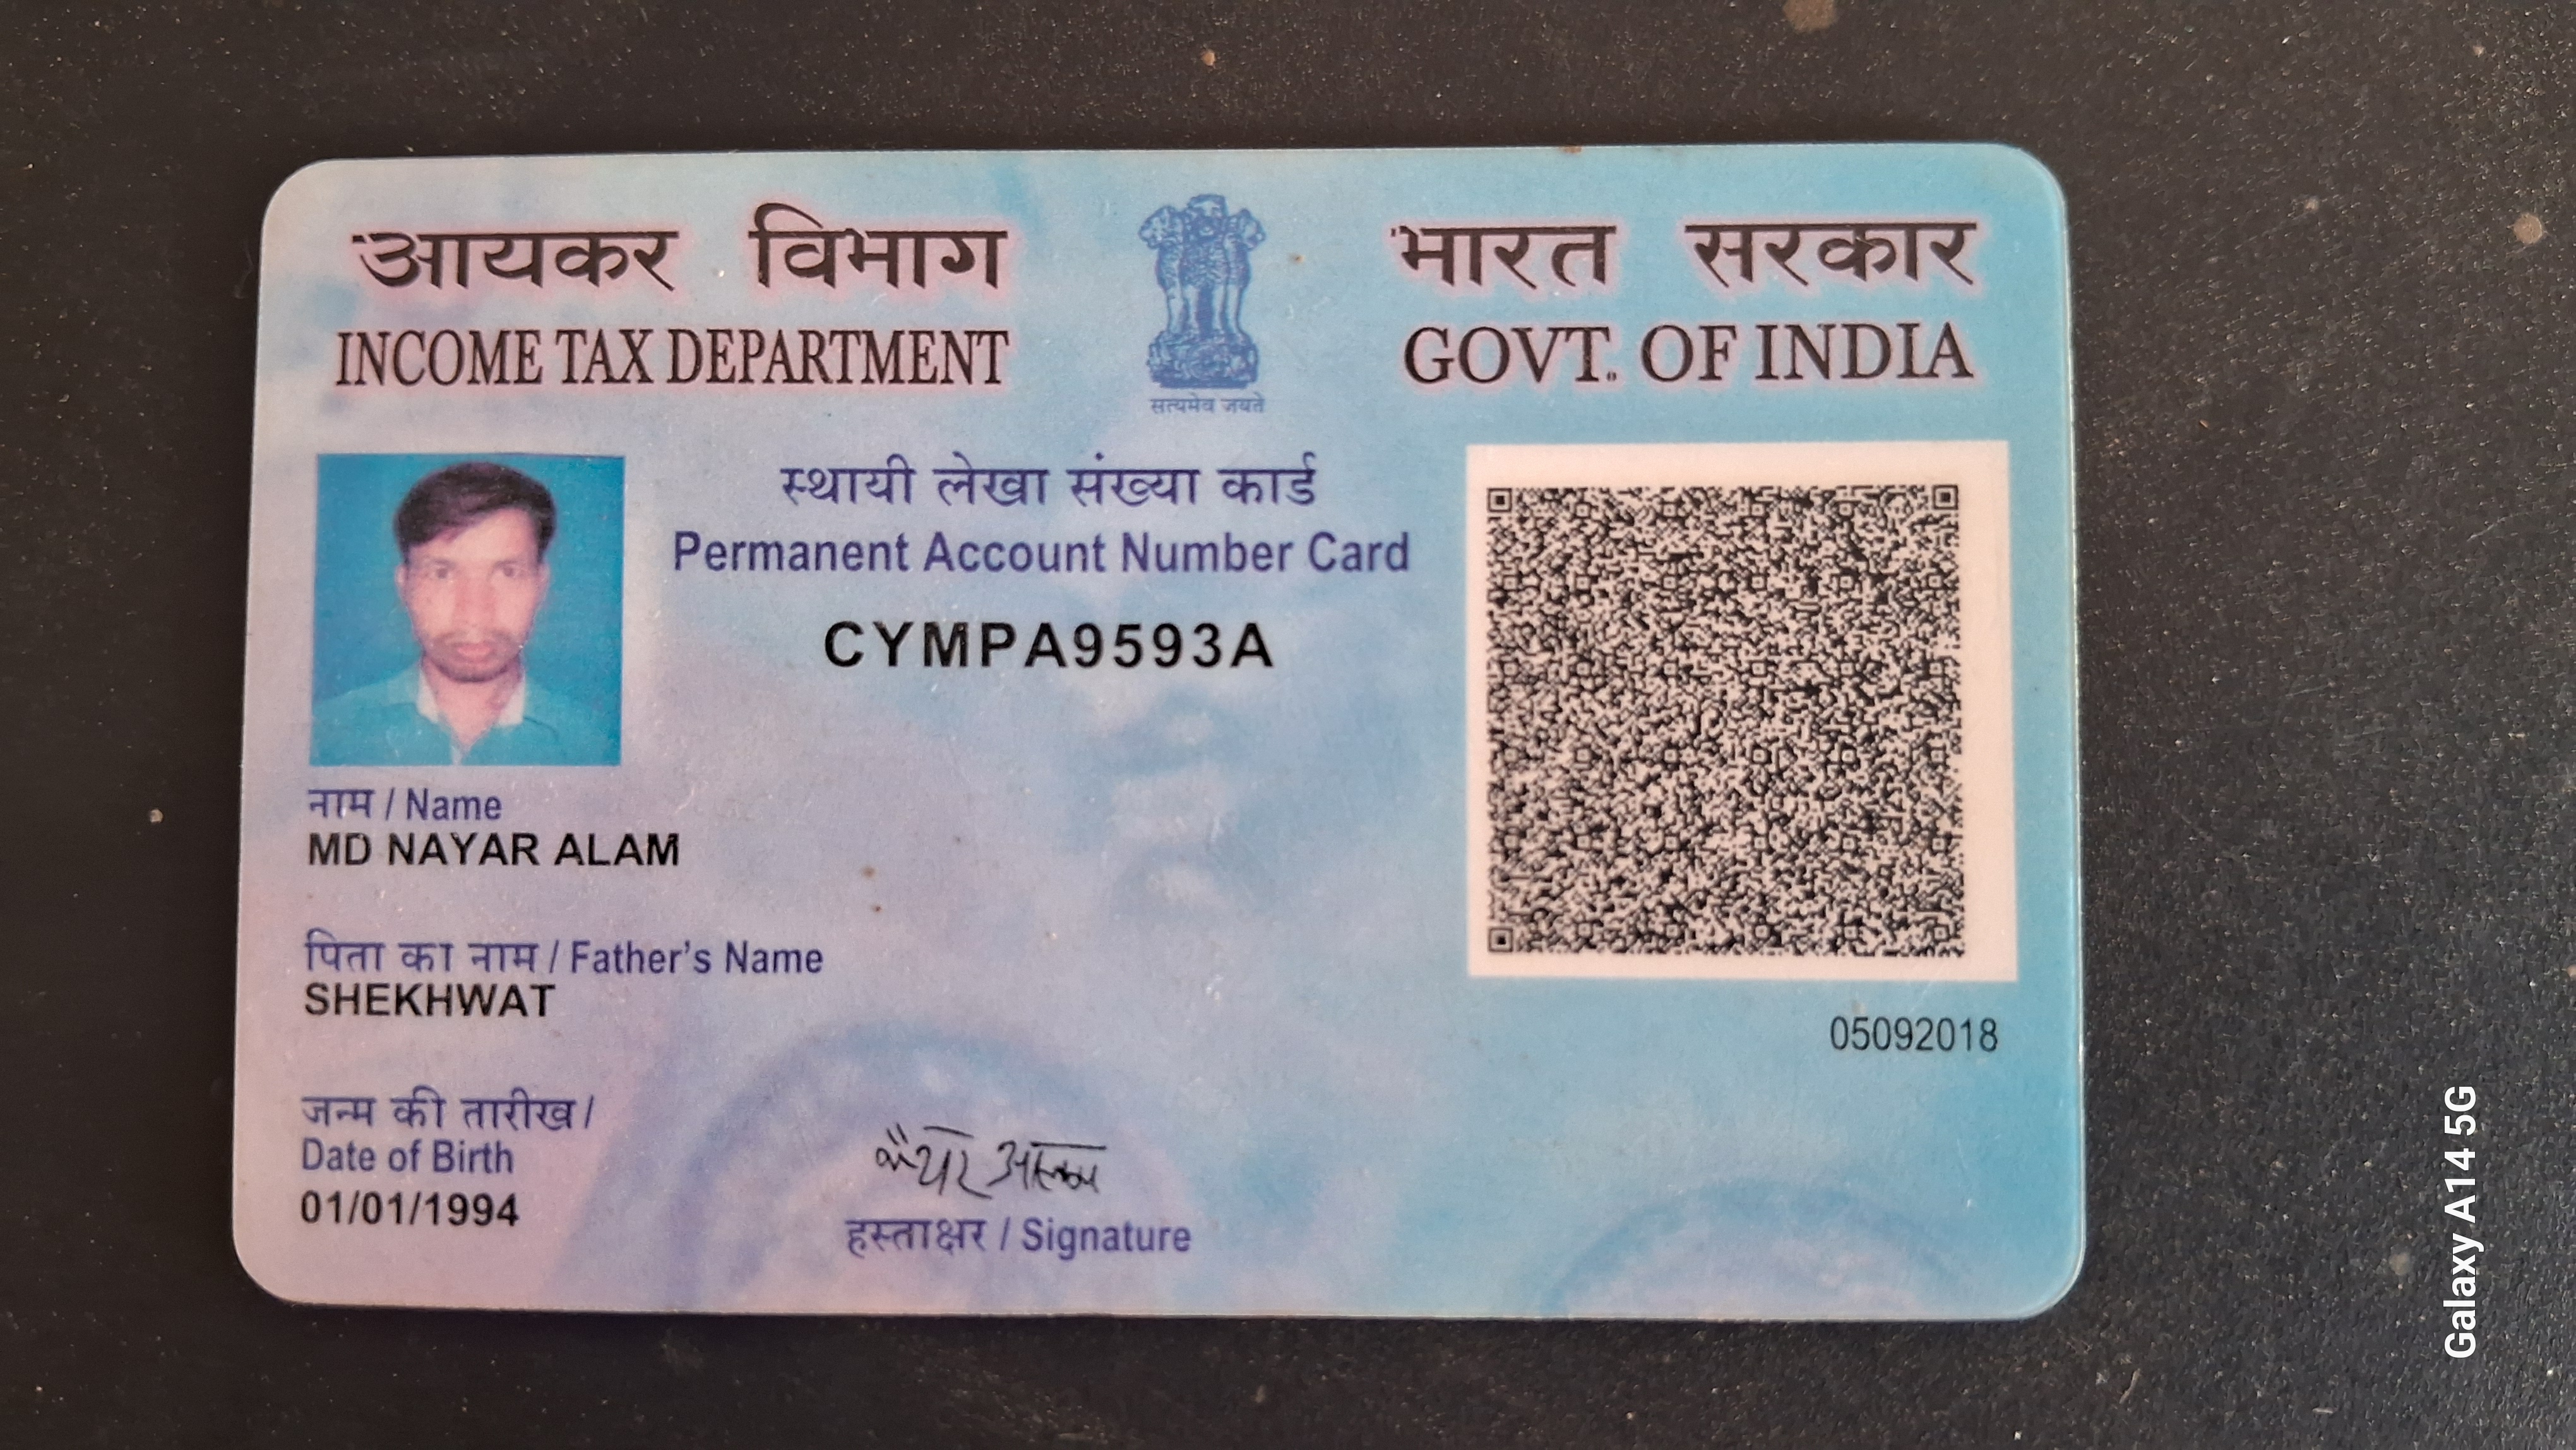 आयकर विभाग
INCOME TAX DEPARTMENT
सत्यमेव जयते
भारत सरकार
GOVT. OF INDIA
स्थायी लेखा संख्या कार्ड
Permanent Account Number Card
CYMPA9593A
नाम / Name
MD NAYAR ALAM
पिता का नाम / Father's Name
SHEKHWAT
05092018
जन्म की तारीख /
Date of Birth
01/01/1994
हस्ताक्षर / Signature
Galaxy A14 5G